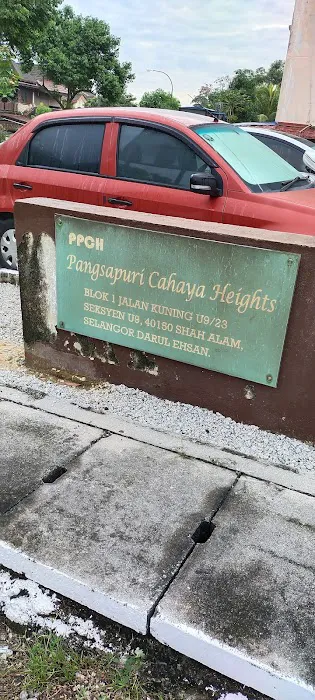 PPCH
Pangsapuri Cahaya Heights
BLOK 1 JALAN KUNING U9/23
SEKSYEN U9, 40150 SHAH ALAM,
SELANGOR DARUL EHSAN.